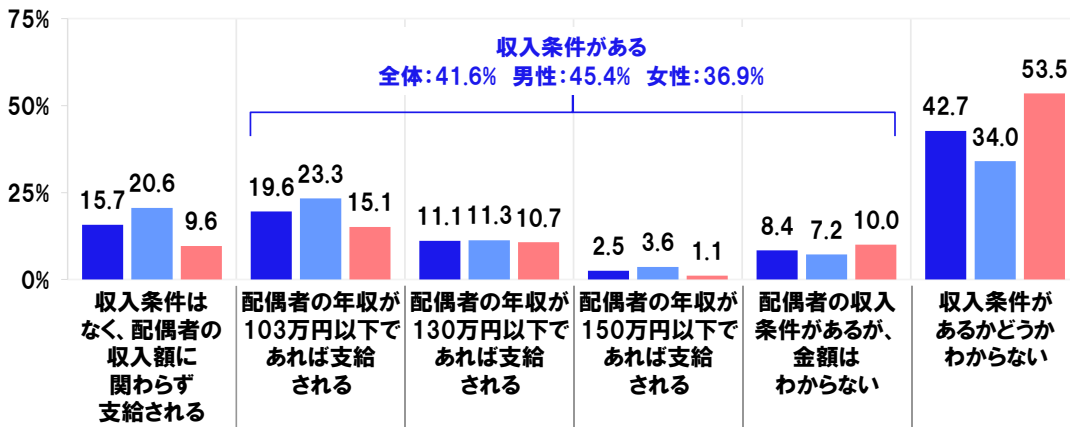 75%
収入条件がある
全体:41.6% 男性:45.4% 女性:36.9%
53.5
50%
42.7
34.0
25%
15.7
20.6
9.6
19.6
23.3
15.1
11.1
11.3
10.7
2.5
3.6
1.1
8.4
7.2
10.0
0%
収入条件は
なく、配偶者の
収入額に
関わらず
支給される
配偶者の年収が
103万円以下で
あれば支給
される
配偶者の年収が
130万円以下で
あれば支給
される
配偶者の年収が
150万円以下で
あれば支給
される
配偶者の収入
条件があるが、
金額は
わからない
収入条件が
あるかどうか
わからない